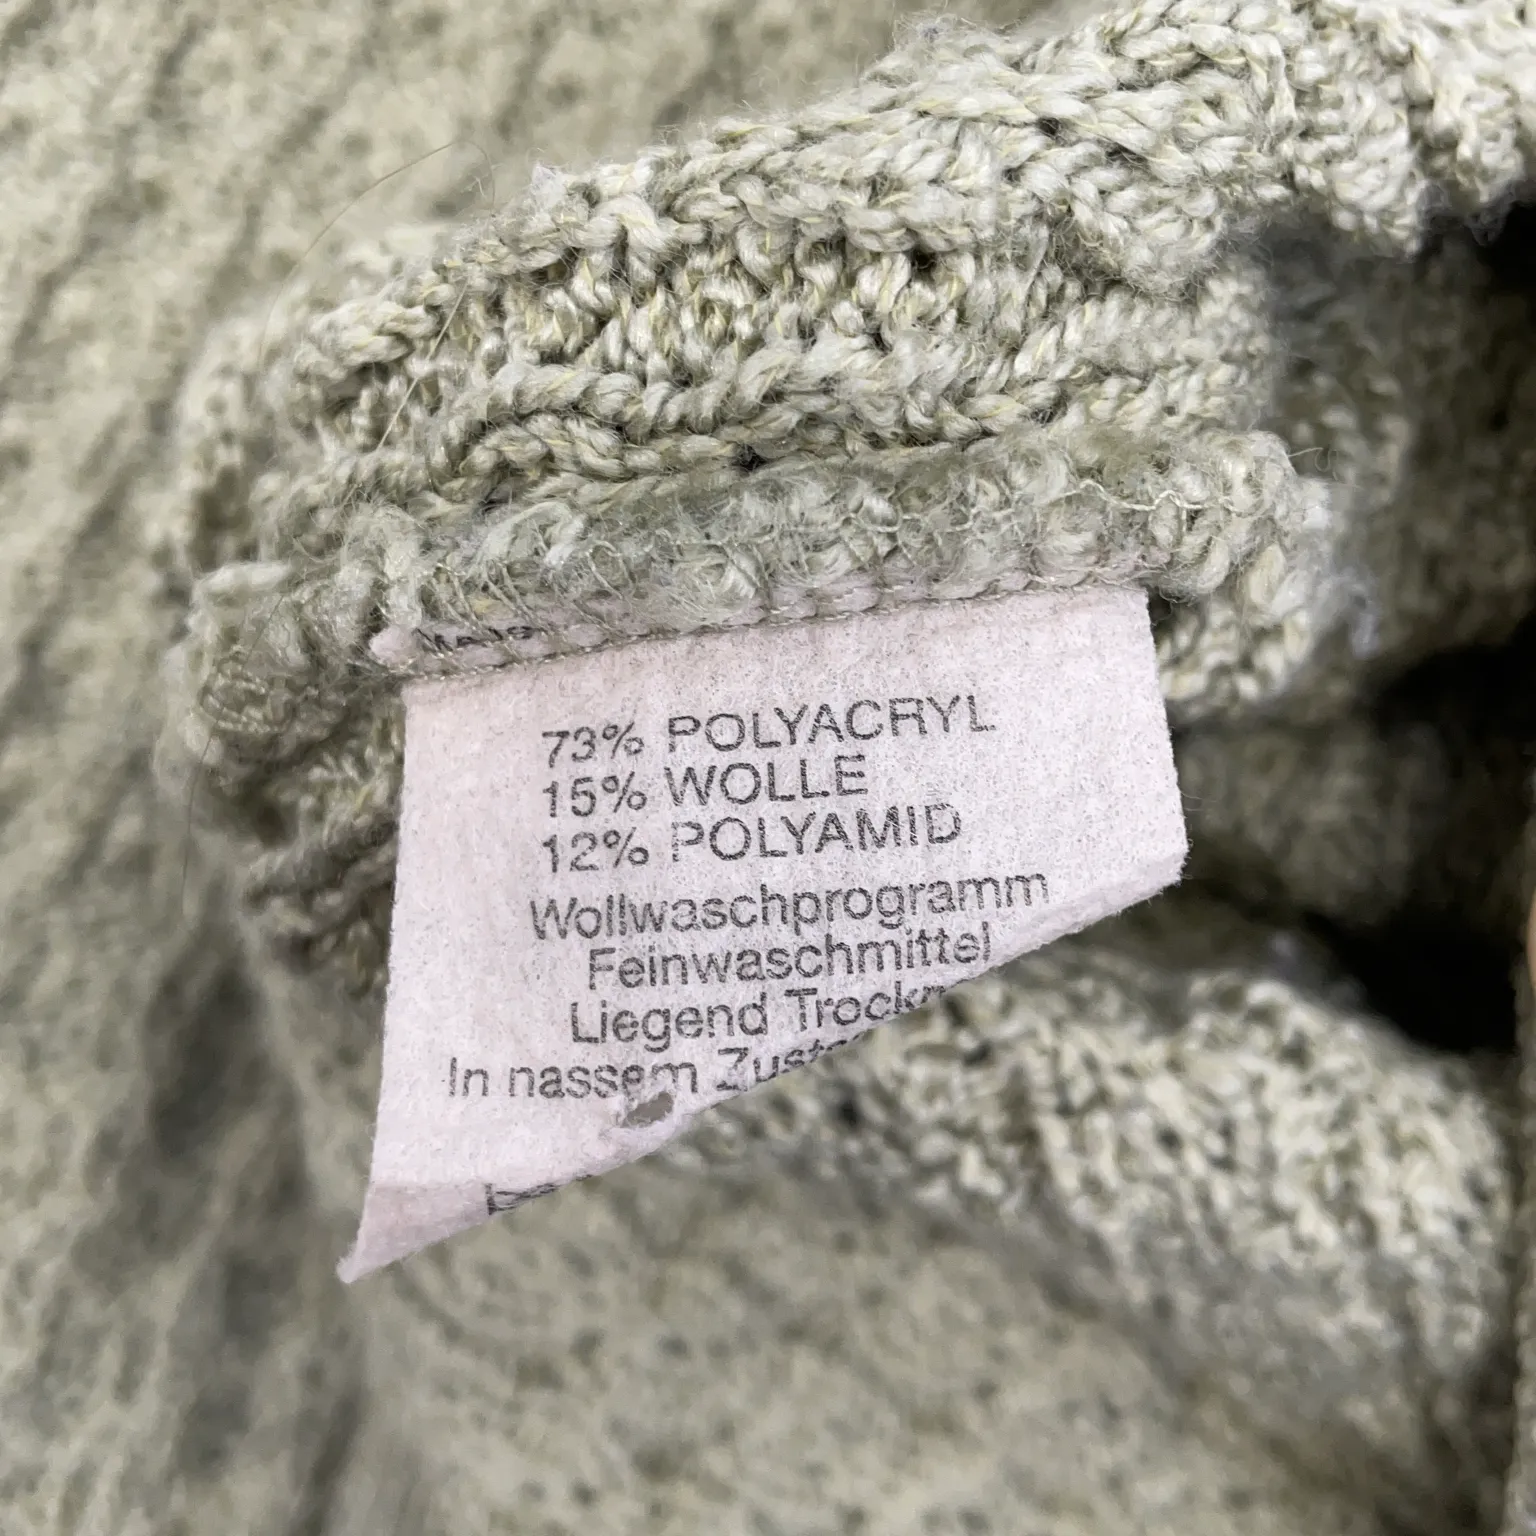 73% POLYACRYL
15% WOLLE
12% POLYAMID
Wollwaschprogramm
Feinwaschmittel
Liegend
In nassem